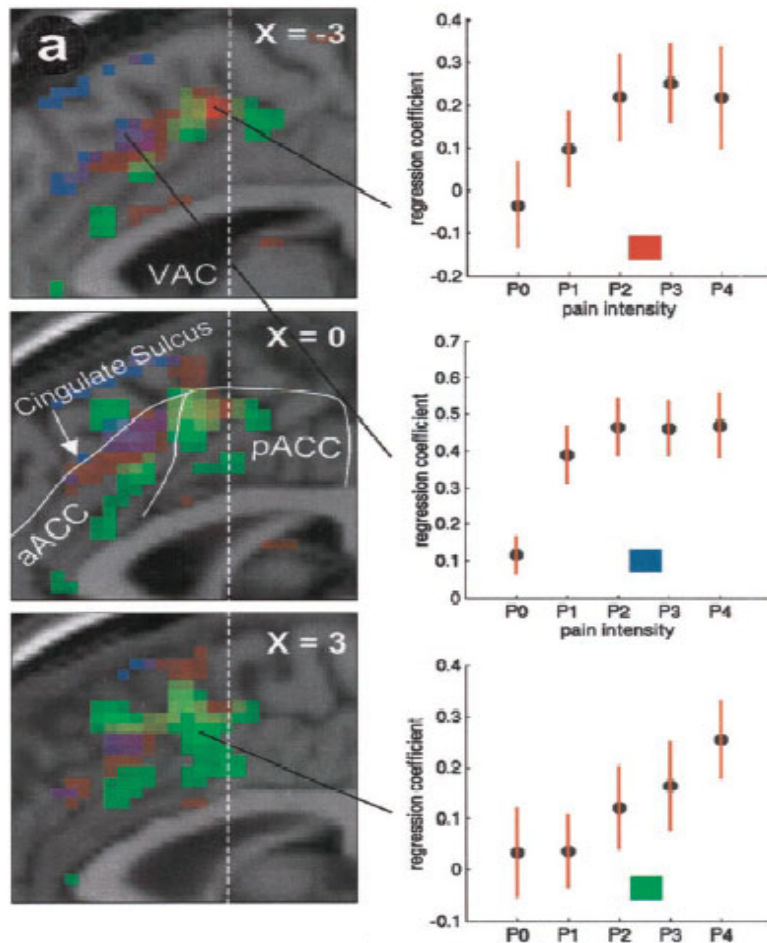 a
X = -3
VAC
X = 0
Cingulate Sulcus
aACC
pACC
X = 3
0.4
0.3
0.2
0.1
0
-0.1
-0.2
regression coefficient
P0 P1 P2 P3 P4
pain intensity
0.7
0.6
0.5
0.4
0.3
0.2
0.1
0
regression coefficient
P0 P1 P2 P3 P4
pain intensity
0.4
0.3
0.2
0.1
0
-0.1
regression coefficient
P0 P1 P2 P3 P4